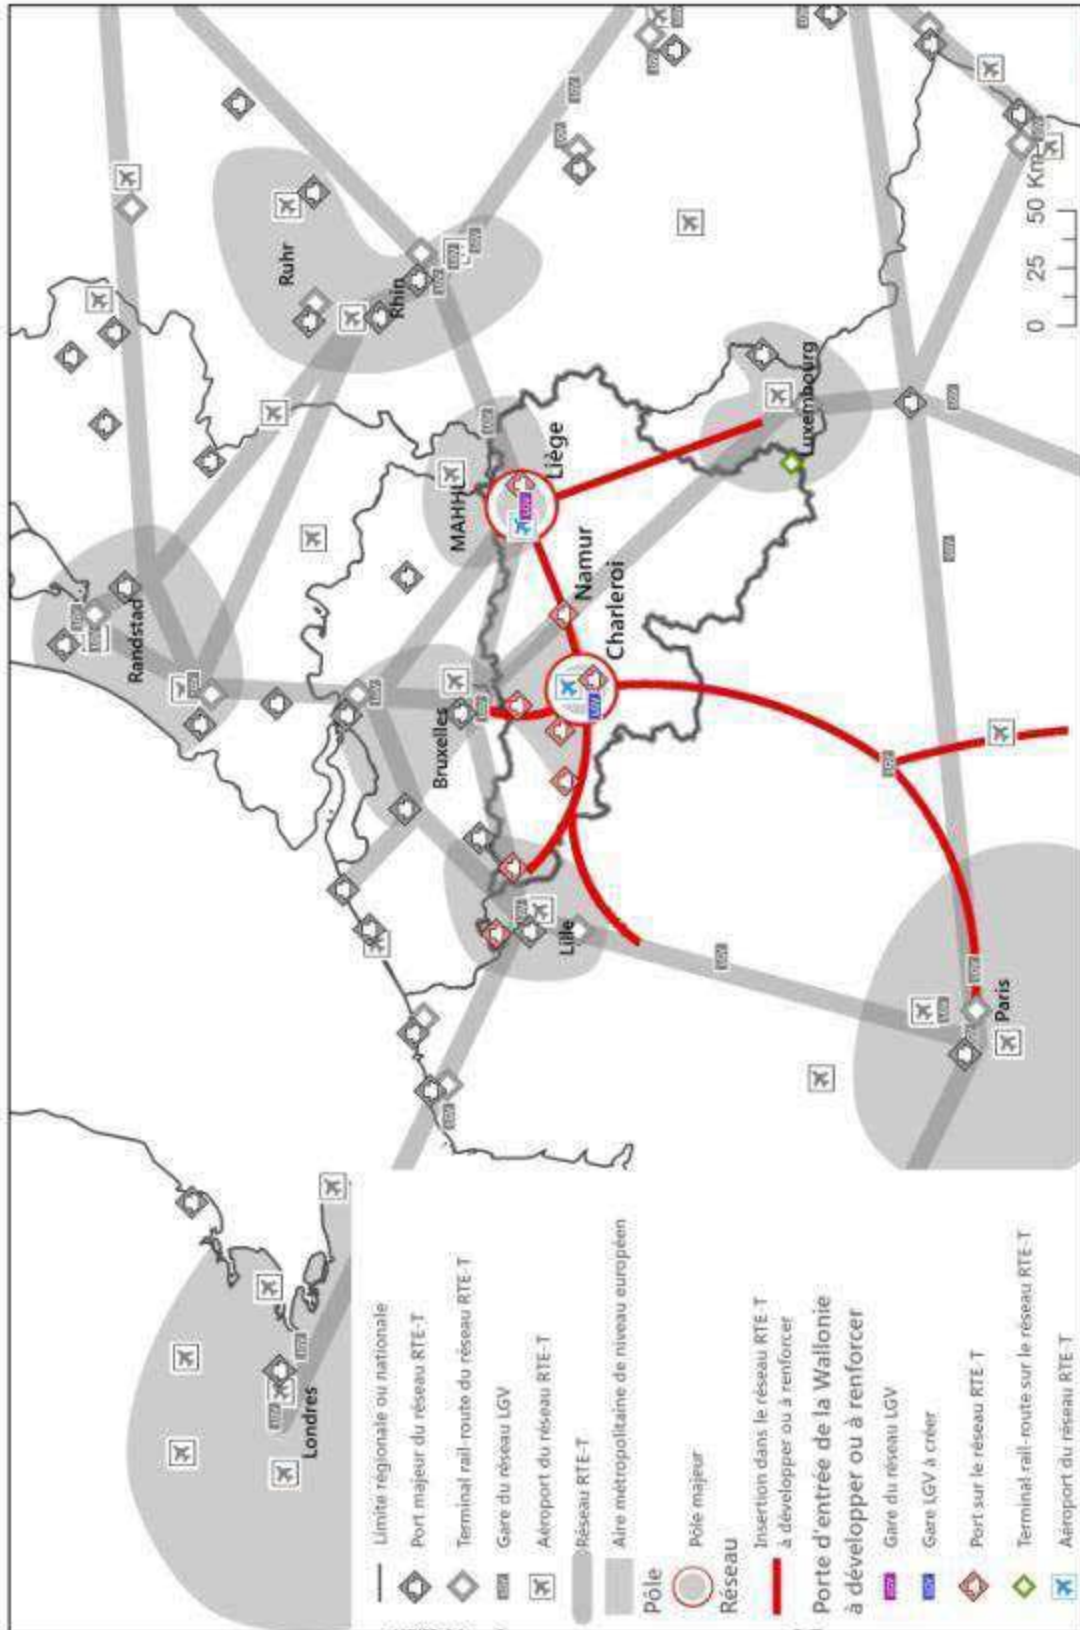 Londres
Randstad
Ruhr
Rhin
Bruxelles
MAHHL
Liège
Namur
Charleroi
Lille
Luxembourg
Paris
0 25 50 Km
Limite régionale ou nationale
Port majeur du réseau RTE-T
Terminal rail-route du réseau RTE-T
LGV Gare du réseau LGV
Aéroport du réseau RTE-T
Réseau RTE-T
Aire métropolitaine de niveau européen
Pôle
Pôle majeur
Réseau
Insertion dans le réseau RTE-T
à développer ou à renforcer
Porte d'entrée de la Wallonie
à développer ou à renforcer
LGV Gare du réseau LGV
LGV Gare LGV à créer
Port sur le réseau RTE-T
Terminal rail-route sur le réseau RTE-T
Aéroport du réseau RTE-T